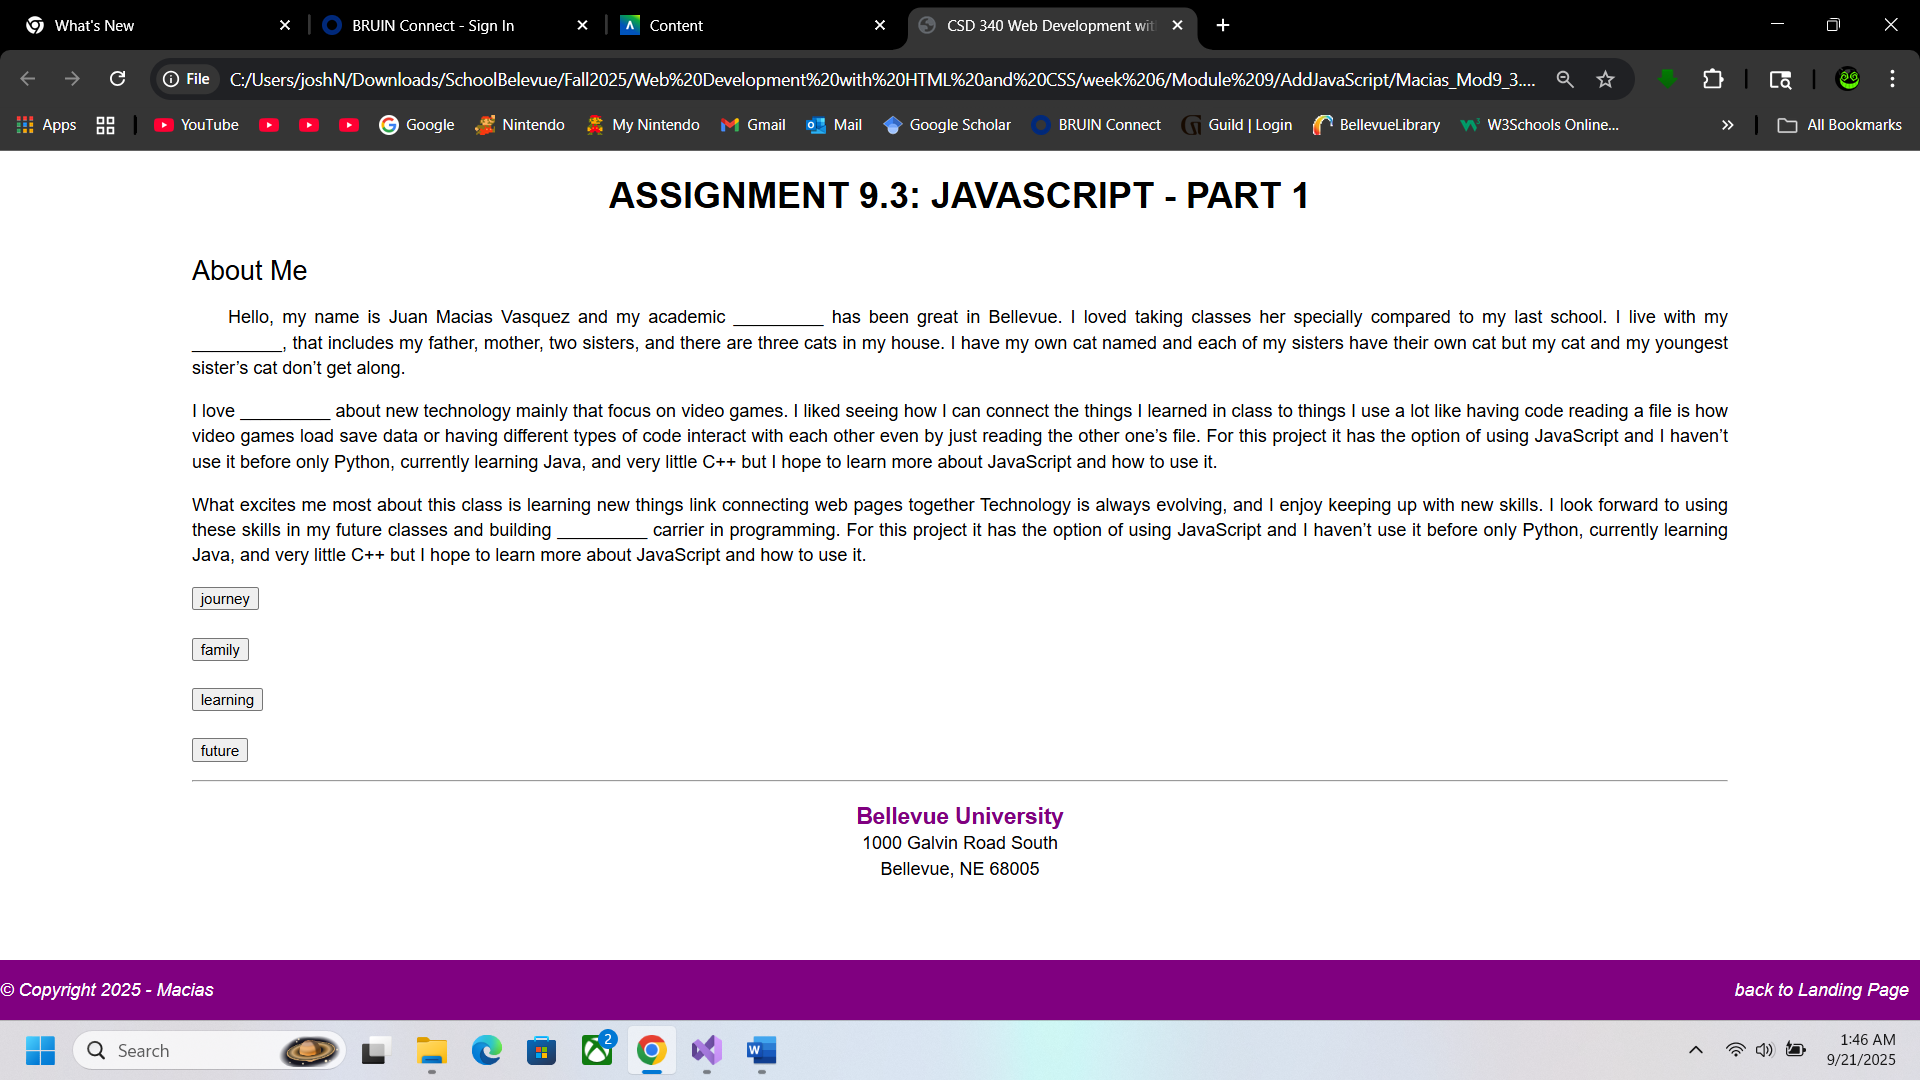 What's New
BRUIN Connect - Sign In
Content
CSD 340 Web Development wit
File
C:/Users/joshN/Downloads/SchoolBelevue/Fall2025/Web%20Development%20with%20HTML%20and%20CSS/week%206/Module%209/AddJavaScript/Macias_Mod9_3....
Apps
YouTube
Google
Nintendo
My Nintendo
Gmail
Mail
Google Scholar
BRUIN Connect
Guild | Login
BellevueLibrary
W3Schools Online...
»
All Bookmarks
ASSIGNMENT 9.3: JAVASCRIPT - PART 1
About Me
Hello, my name is Juan Macias Vasquez and my academic _________ has been great in Bellevue. I loved taking classes her specially compared to my last school. I live with my
_________, that includes my father, mother, two sisters, and there are three cats in my house. I have my own cat named and each of my sisters have their own cat but my cat and my youngest
sister’s cat don’t get along.
I love _________ about new technology mainly that focus on video games. I liked seeing how I can connect the things I learned in class to things I use a lot like having code reading a file is how
video games load save data or having different types of code interact with each other even by just reading the other one’s file. For this project it has the option of using JavaScript and I haven’t
use it before only Python, currently learning Java, and very little C++ but I hope to learn more about JavaScript and how to use it.
What excites me most about this class is learning new things link connecting web pages together Technology is always evolving, and I enjoy keeping up with new skills. I look forward to using
these skills in my future classes and building _________ carrier in programming. For this project it has the option of using JavaScript and I haven’t use it before only Python, currently learning
Java, and very little C++ but I hope to learn more about JavaScript and how to use it.
journey
family
learning
future
Bellevue University
1000 Galvin Road South
Bellevue, NE 68005
© Copyright 2025 - Macias
back to Landing Page
Search
2
1:46 AM
9/21/2025